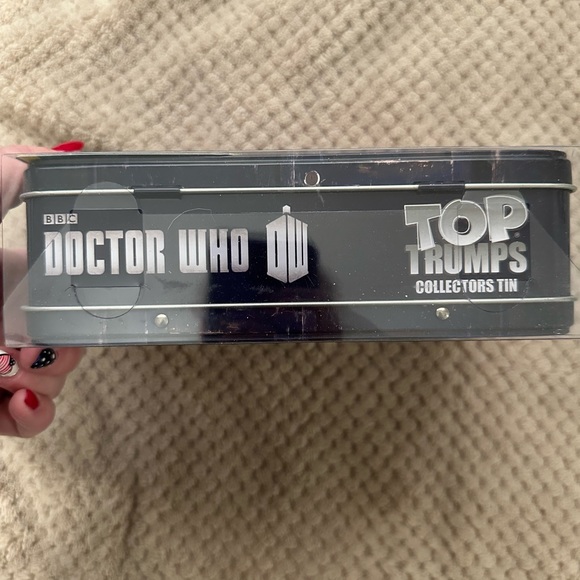 BBC
DOCTOR WHO
DW
TOP
TRUMPS
COLLECTORS TIN